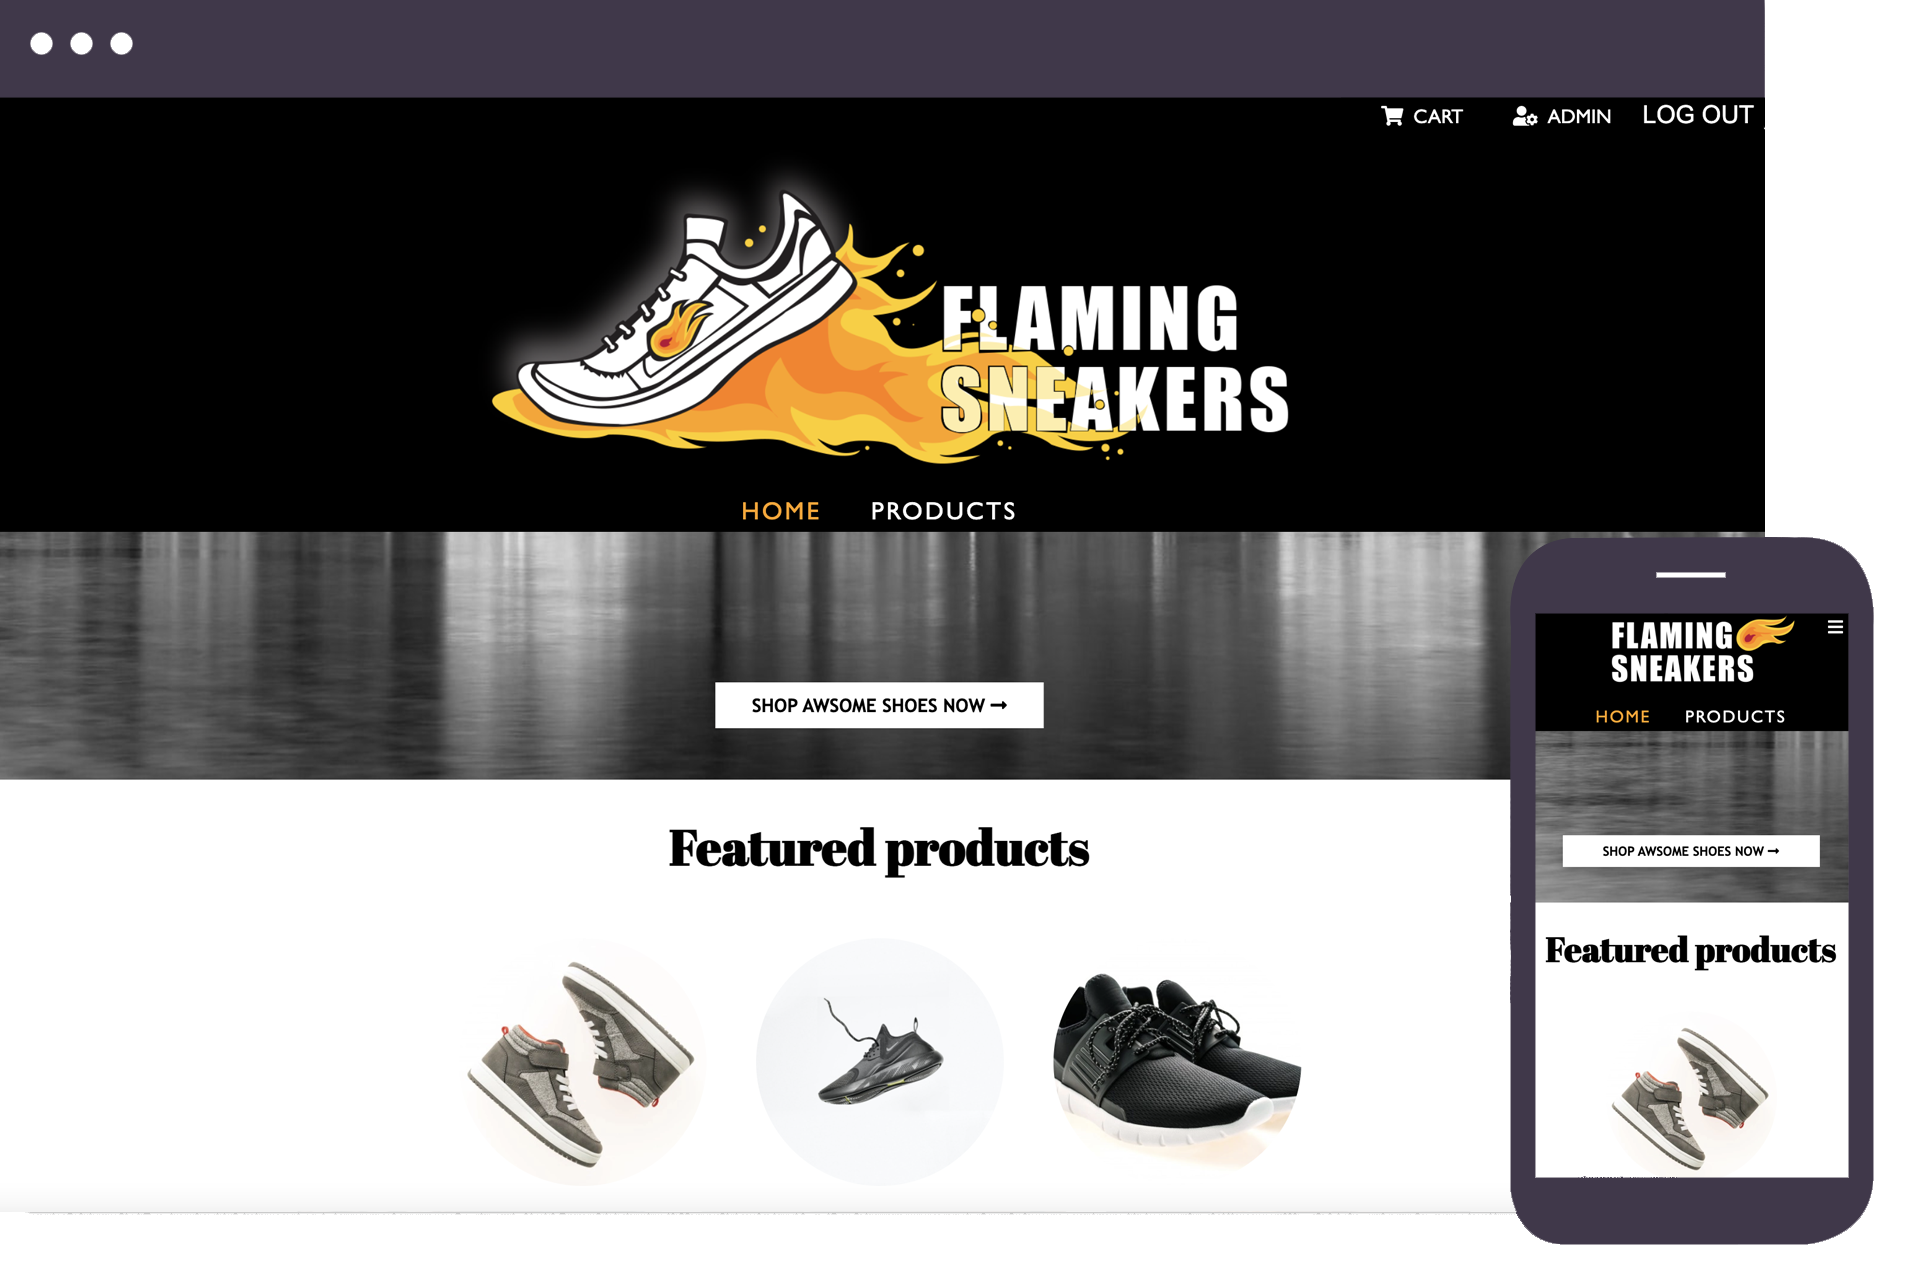 CART ADMIN LOG OUT
FLAMING
SNEAKERS
HOME PRODUCTS
SHOP AWSOME SHOES NOW
Featured products
FLAMING
SNEAKERS
HOME PRODUCTS
SHOP AWSOME SHOES NOW
Featured products